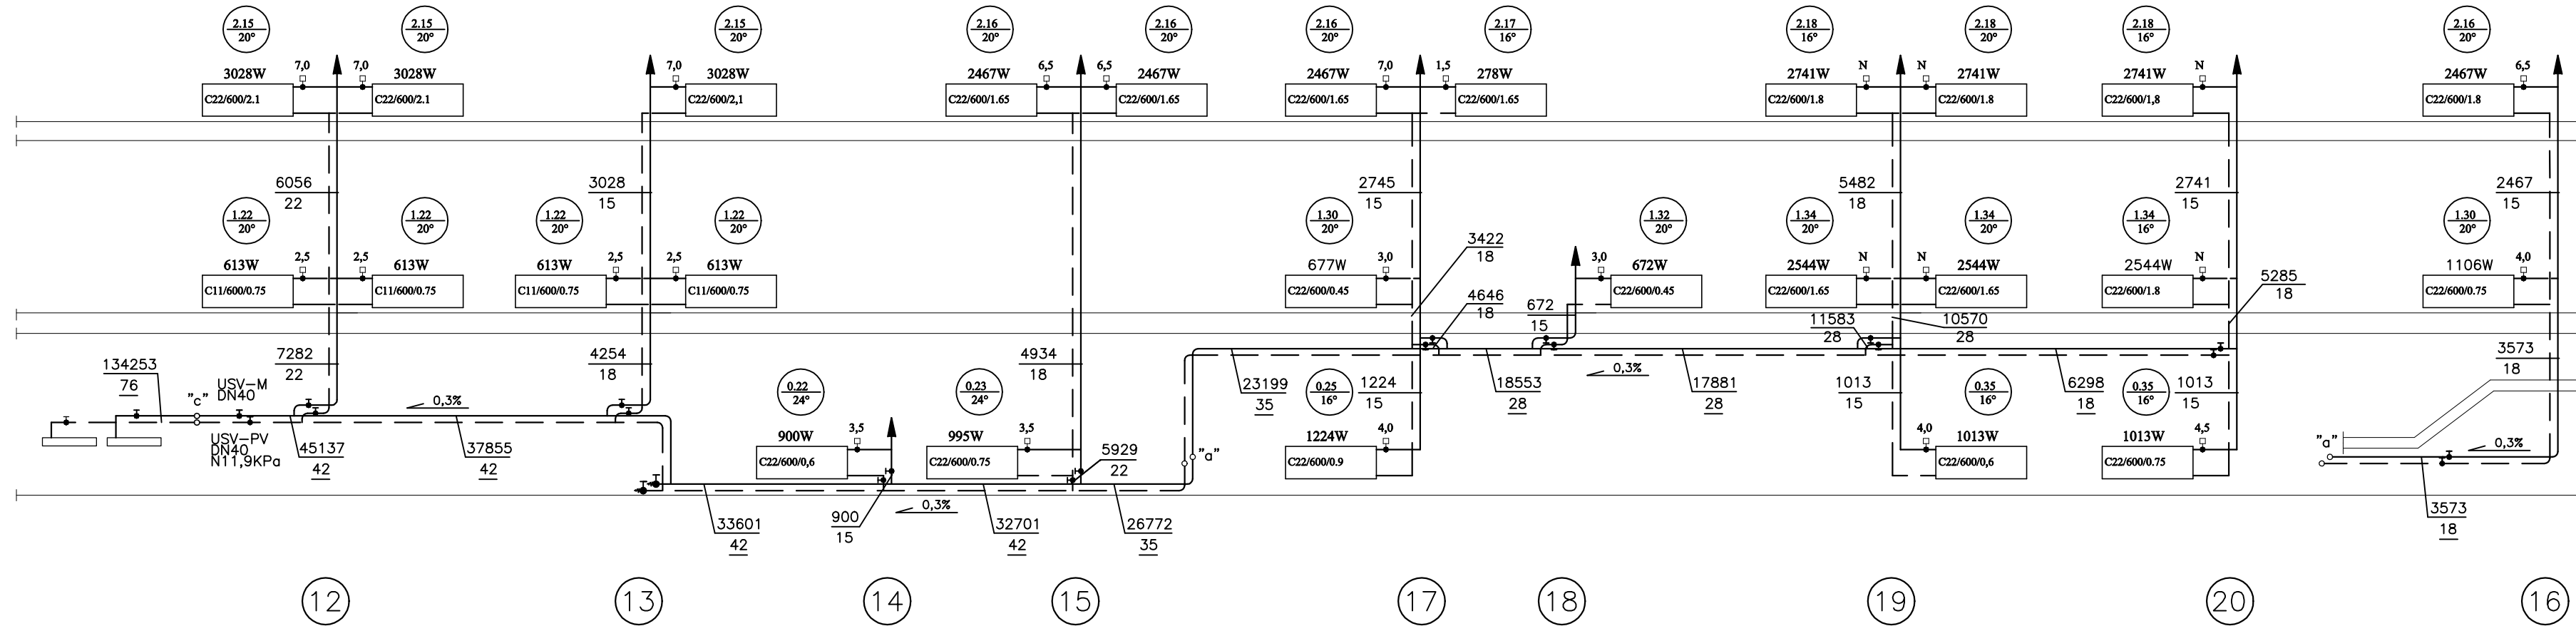 2.15
20°
2.15
20°
2.15
20°
2.16
20°
2.16
20°
2.16
20°
2.17
16°
2.18
16°
2.18
20°
2.18
16°
2.16
20°
3028W
7,0
7,0
3028W
7,0
3028W
2467W
6,5
6,5
2467W
2467W
7,0
1,5
278W
2741W
N
N
2741W
2741W
N
2467W
6,5
C22/600/2.1
C22/600/2.1
C22/600/2,1
C22/600/1.65
C22/600/1.65
C22/600/1.65
C22/600/1.65
C22/600/1.8
C22/600/1.8
C22/600/1,8
C22/600/1.8
6056
22
3028
15
2745
15
5482
18
2741
15
2467
15
1.22
20°
1.22
20°
1.22
20°
1.22
20°
1.30
20°
1.32
20°
1.34
20°
1.34
20°
1.34
16°
1.30
20°
3422
18
613W
2,5
2,5
613W
613W
2,5
2,5
613W
677W
3,0
3,0
672W
2544W
N
N
2544W
2544W
N
1106W
4,0
C11/600/0.75
C11/600/0.75
C11/600/0.75
C11/600/0.75
C22/600/0.45
C22/600/0.45
C22/600/1.65
C22/600/1.65
C22/600/1.8
C22/600/0.75
5285
18
4646
18
672
15
11583
28
10570
28
134253
76
7282
22
4254
18
4934
18
3573
18
"c"
USV-M
DN40
0,3%
0.22
24°
0.23
24°
23199
35
0.25
16°
1224
15
18553
28
0,3%
17881
28
1013
15
0.35
16°
6298
18
0.35
16°
1013
15
USV-PV
DN40
N11,9KPa
45137
42
37855
42
900W
3,5
995W
3,5
5929
22
"a"
1224W
4,0
4,0
1013W
1013W
4,5
"a"
0,3%
C22/600/0,6
C22/600/0.75
C22/600/0.9
C22/600/0,6
C22/600/0.75
33601
42
900
15
0,3%
32701
42
26772
35
3573
18
12
13
14
15
17
18
19
20
16